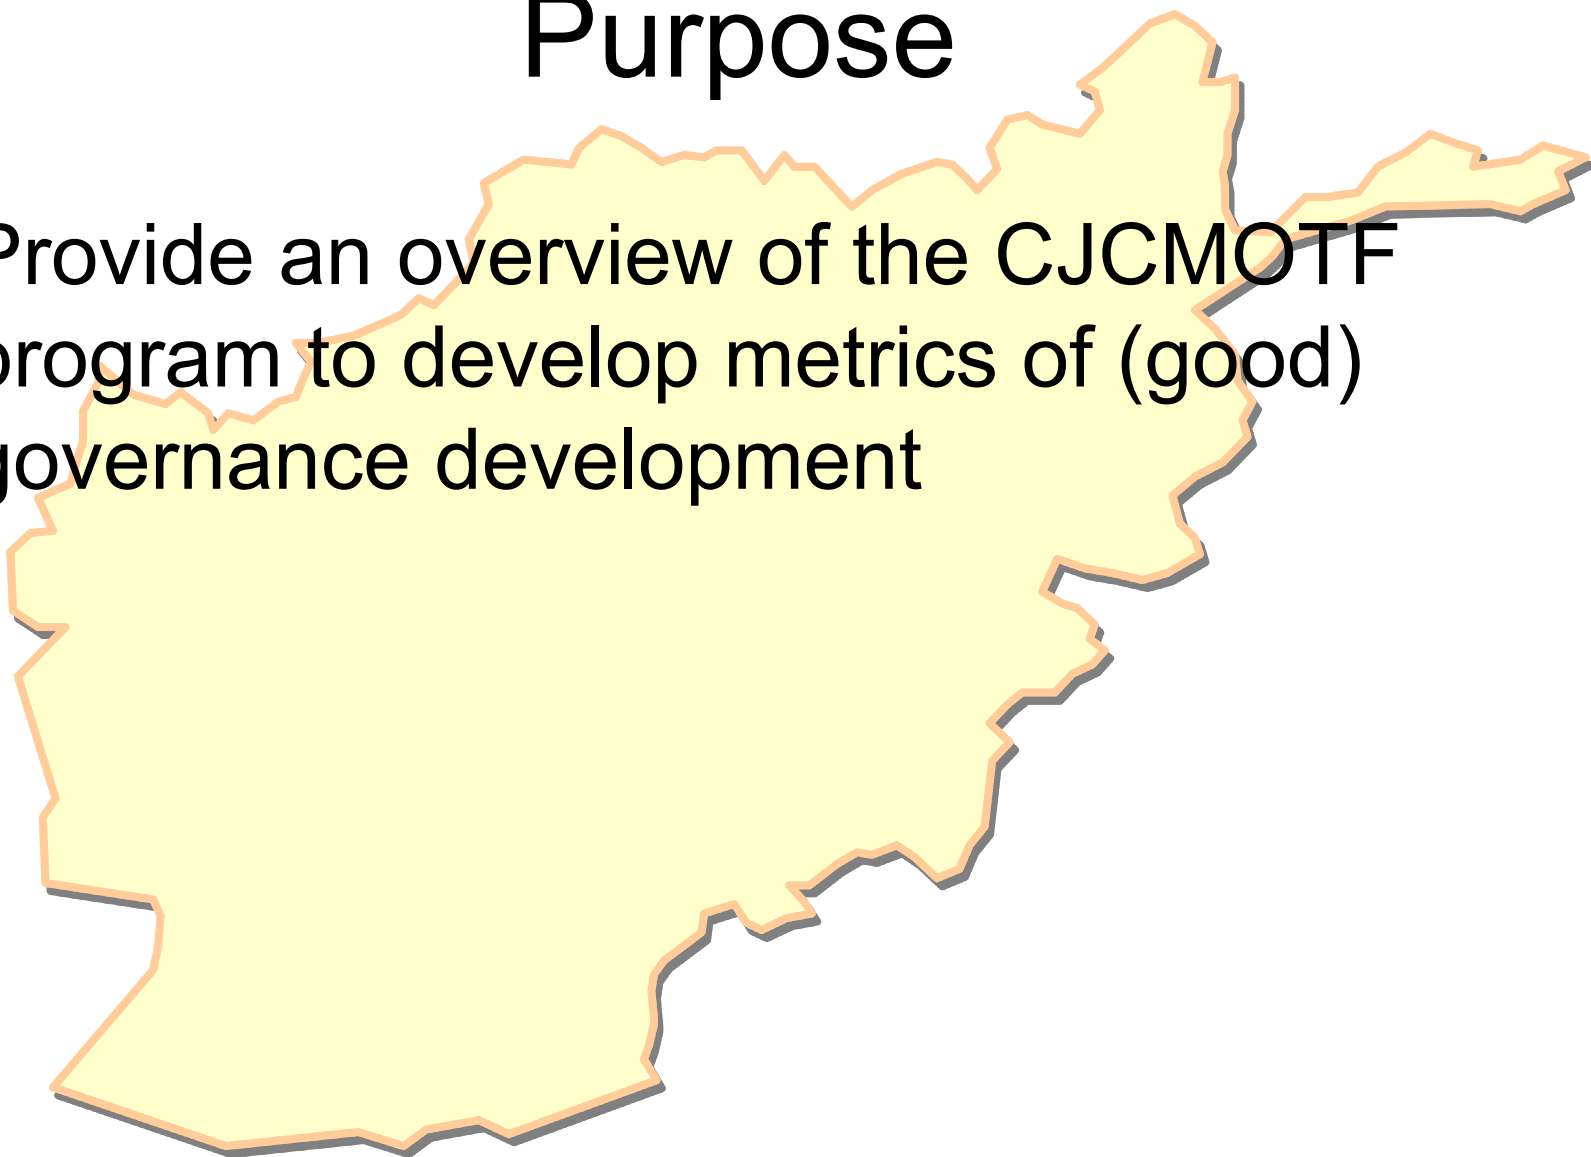 Purpose
Provide an overview of the CJCMOTF
program to develop metrics of (good)
governance development